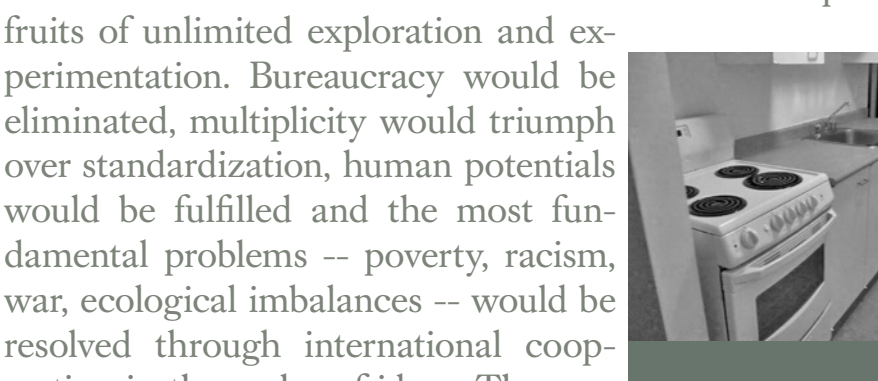 fruits of unlimited exploration and ex-
perimentation. Bureaucracy would be
eliminated, multiplicity would triumph
over standardization, human potentials
would be fulfilled and the most fun-
damental problems -- poverty, racism,
war, ecological imbalances -- would be
resolved through international coop-